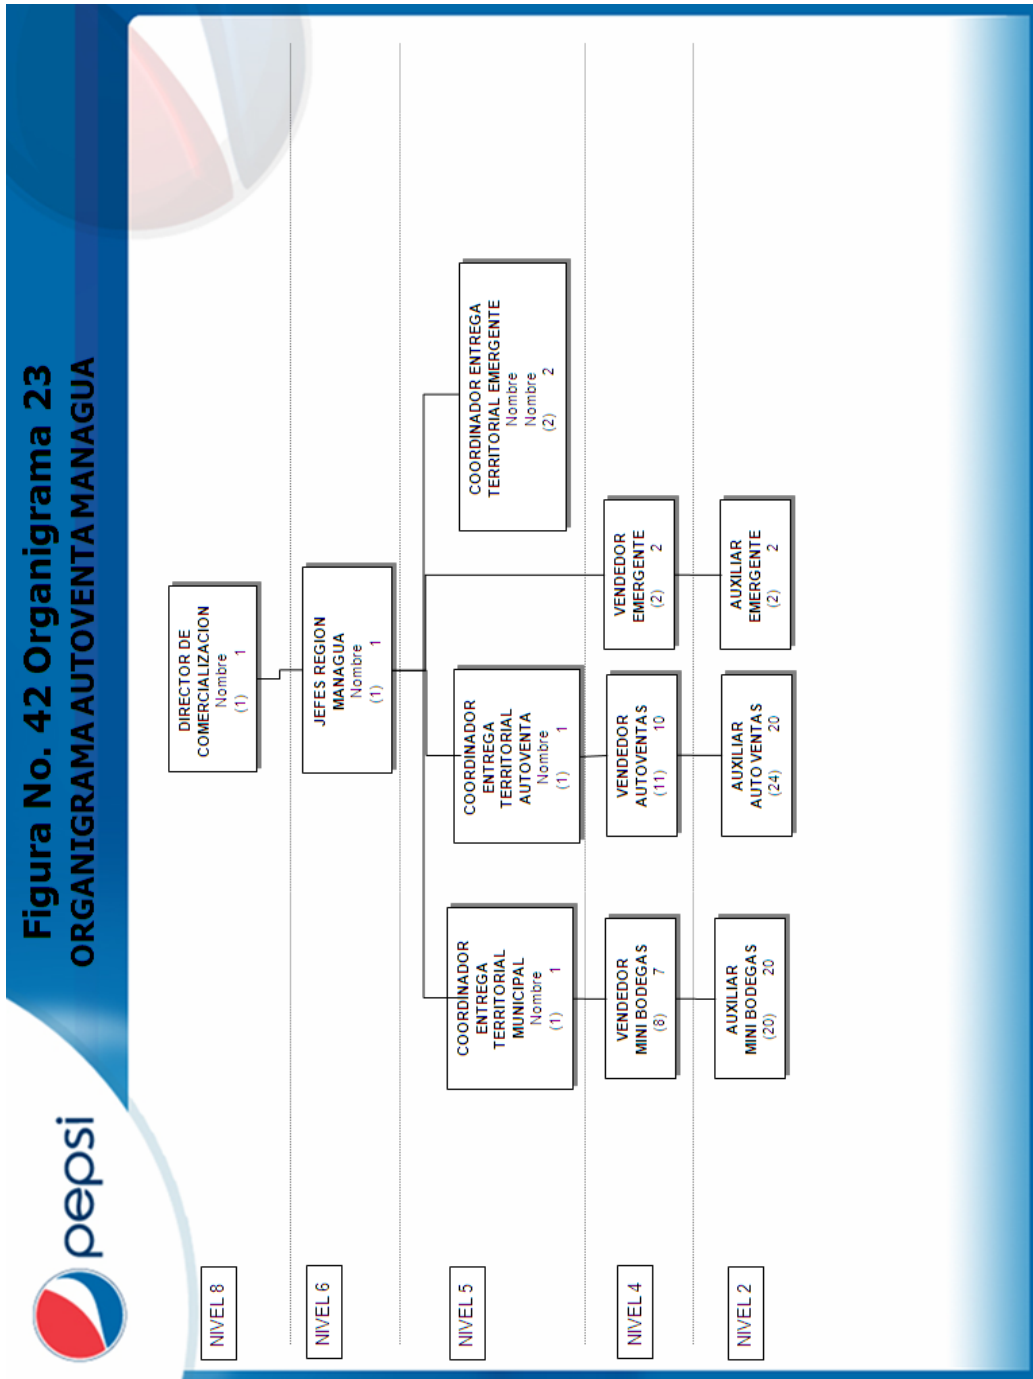 pepsi
Figura No. 42 Organigrama 23
ORGANIGRAMA AUTOVENTA MANAGUA
NIVEL 8
DIRECTOR DE
COMERCIALIZACION
Nombre
(1) 1
NIVEL 6
JEFES REGION
MANAGUA
Nombre
(1) 1
NIVEL 5
COORDINADOR
ENTREGA
TERRITORIAL
MUNICIPAL
Nombre
(1) 1
COORDINADOR
ENTREGA
TERRITORIAL
AUTOVENTA
Nombre
(1) 1
COORDINADOR ENTREGA
TERRITORIAL EMERGENTE
Nombre
Nombre
(2) 2
NIVEL 4
VENDEDOR
MINI BODEGAS
(8) 7
VENDEDOR
AUTOVENTAS
(11) 10
VENDEDOR
EMERGENTE
(2) 2
NIVEL 2
AUXILIAR
MINI BODEGAS
(20) 20
AUXILIAR
AUTO VENTAS
(24) 20
AUXILIAR
EMERGENTE
(2) 2